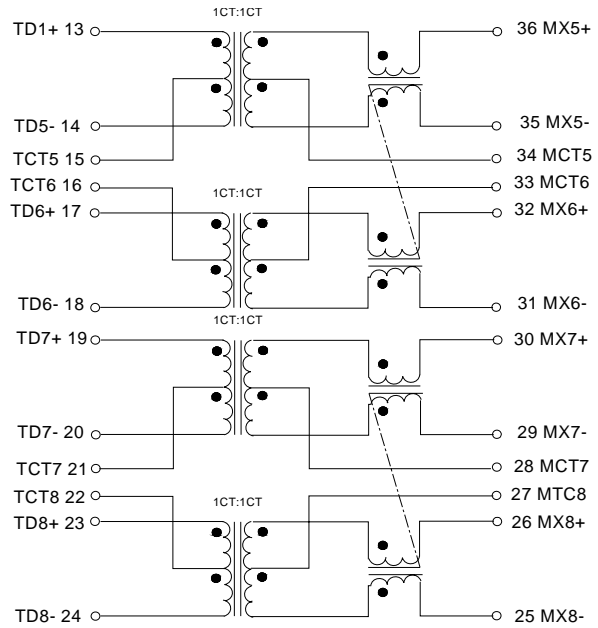 1CT:1CT
TD1+ 13
36 MX5+
TD5- 14
35 MX5-
TCT5 15
34 MCT5
TCT6 16
33 MCT6
1CT:1CT
TD6+ 17
32 MX6+
TD6- 18
31 MX6-
1CT:1CT
TD7+ 19
30 MX7+
TD7- 20
29 MX7-
TCT7 21
28 MCT7
TCT8 22
27 MTC8
1CT:1CT
TD8+ 23
26 MX8+
TD8- 24
25 MX8-